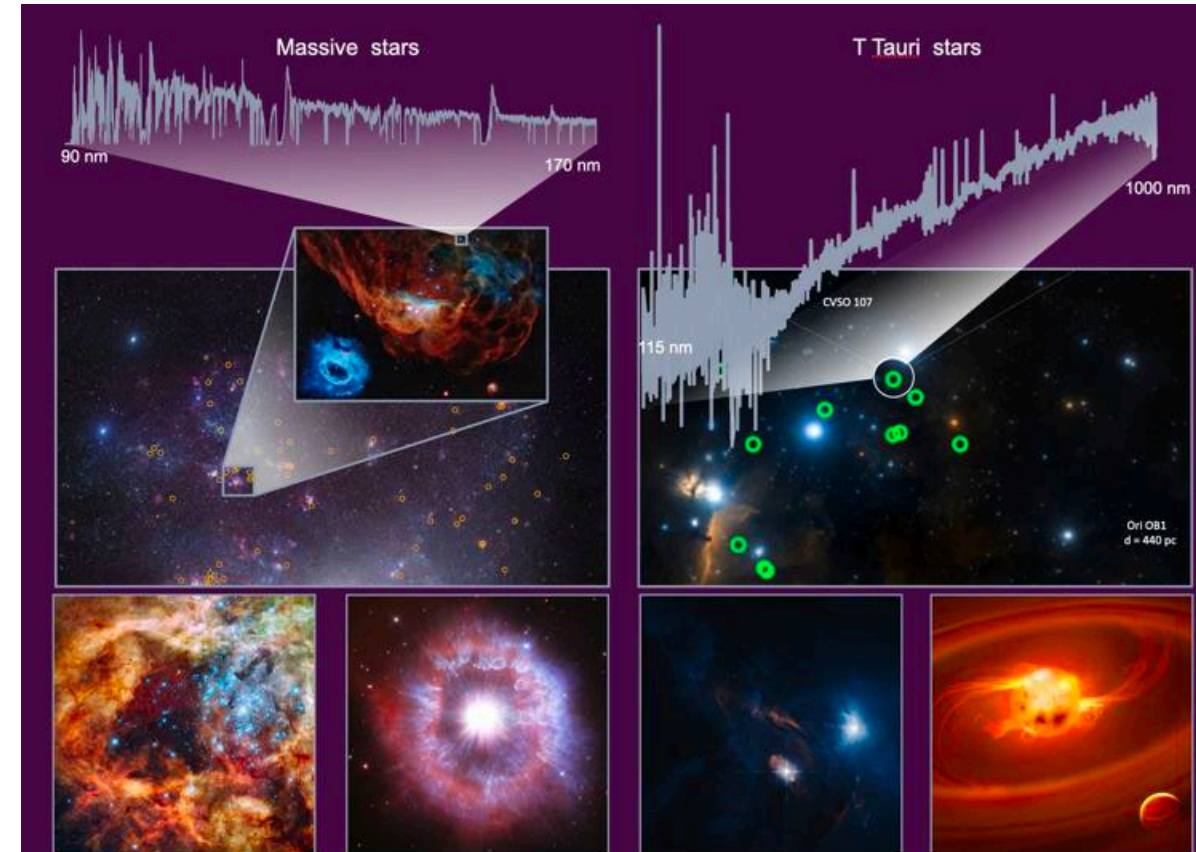 Massive stars
90 nm
170 nm
T Tauri stars
1000 nm
CVSO 107
115 nm
Ori OB1
d = 440 pc